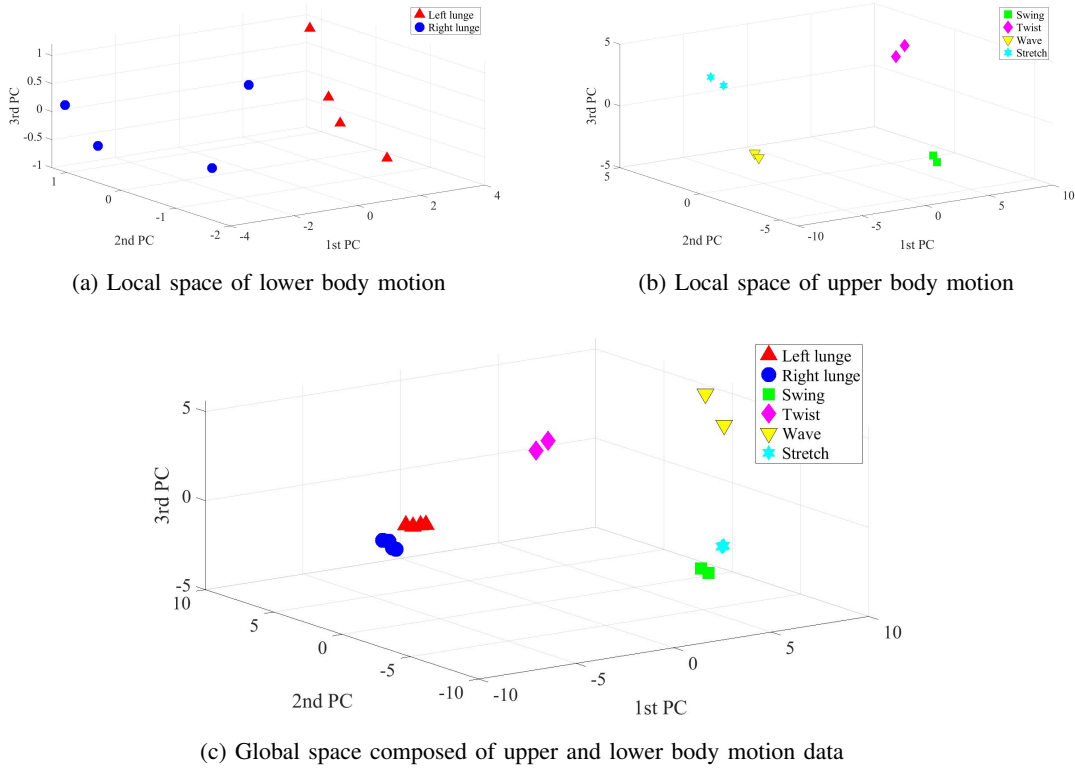 Left lunge
Right lunge
1
0.5
0
-0.5
-1
3rd PC
1
0
-1
-2
2nd PC
-4
-2
0
2
4
1st PC
(a) Local space of lower body motion
Swing
Twist
Wave
Stretch
5
0
-5
3rd PC
5
0
-5
2nd PC
-10
-5
0
5
10
1st PC
(b) Local space of upper body motion
Left lunge
Right lunge
Swing
Twist
Wave
Stretch
5
0
-5
3rd PC
10
5
0
-5
-10
2nd PC
-10
-5
0
5
10
1st PC
(c) Global space composed of upper and lower body motion data